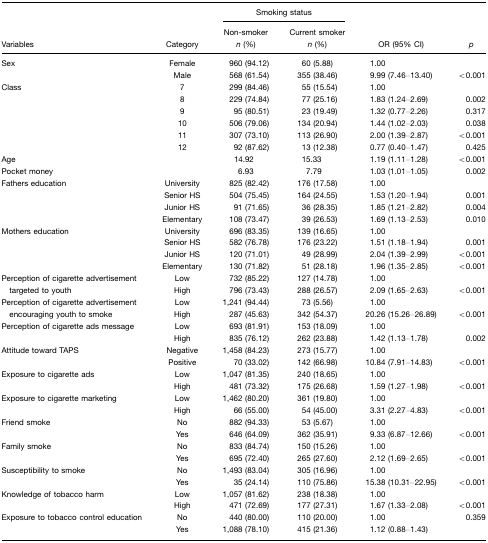 Smoking status
Non-smoker Current smoker
Variables Category n (%) n (%) OR (95% CI) p
Sex Female 960 (94.12) 60 (5.88) 1.00
Male 568 (61.54) 355 (38.46) 9.99 (7.46–13.40) <0.001
Class 7 299 (84.46) 55 (15.54) 1.00
8 229 (74.84) 77 (25.16) 1.83 (1.24–2.69) 0.002
9 95 (80.51) 23 (19.49) 1.32 (0.77–2.26) 0.317
10 506 (79.06) 134 (20.94) 1.44 (1.02–2.03) 0.038
11 307 (73.10) 113 (26.90) 2.00 (1.39–2.87) <0.001
12 92 (87.62) 13 (12.38) 0.77 (0.40–1.47) 0.425
Age 14.92 15.33 1.19 (1.11–1.28) <0.001
Pocket money 6.93 7.79 1.03 (1.01–1.05) 0.002
Fathers education University 825 (82.42) 176 (17.58) 1.00
Senior HS 504 (75.45) 164 (24.55) 1.53 (1.20–1.94) 0.001
Junior HS 91 (71.65) 36 (28.35) 1.85 (1.21–2.82) 0.004
Elementary 108 (73.47) 39 (26.53) 1.69 (1.13–2.53) 0.010
Mothers education University 696 (83.35) 139 (16.65) 1.00
Senior HS 582 (76.78) 176 (23.22) 1.51 (1.18–1.94) 0.001
Junior HS 120 (71.01) 49 (28.99) 2.04 (1.39–2.99) <0.001
Elementary 130 (71.82) 51 (28.18) 1.96 (1.35–2.85) <0.001
Perception of cigarette advertisement Low 732 (85.22) 127 (14.78) 1.00
targeted to youth High 796 (73.43) 288 (26.57) 2.09 (1.65–2.63) <0.001
Perception of cigarette advertisement Low 1,241 (94.44) 73 (5.56) 1.00
encouraging youth to smoke High 287 (45.63) 342 (54.37) 20.26 (15.26–26.89) <0.001
Perception of cigarette ads message Low 693 (81.91) 153 (18.09) 1.00
High 835 (76.12) 262 (23.88) 1.42 (1.13–1.78) 0.002
Attitude toward TAPS Negative 1,458 (84.23) 273 (15.77) 1.00
Positive 70 (33.02) 142 (66.98) 10.84 (7.91–14.83) <0.001
Exposure to cigarette ads Low 1,047 (81.35) 240 (18.65) 1.00
High 481 (73.32) 175 (26.68) 1.59 (1.27–1.98) <0.001
Exposure to cigarette marketing Low 1,462 (80.20) 361 (19.80) 1.00
High 66 (55.00) 54 (45.00) 3.31 (2.27–4.83) <0.001
Friend smoke No 882 (94.33) 53 (5.67) 1.00
Yes 646 (64.09) 362 (35.91) 9.33 (6.87–12.66) <0.001
Family smoke No 833 (84.74) 150 (15.26) 1.00
Yes 695 (72.40) 265 (27.60) 2.12 (1.69–2.65) <0.001
Susceptibility to smoke No 1,493 (83.04) 305 (16.96) 1.00
Yes 35 (24.14) 110 (75.86) 15.38 (10.31–22.95) <0.001
Knowledge of tobacco harm Low 1,057 (81.62) 238 (18.38) 1.00
High 471 (72.69) 177 (27.31) 1.67 (1.33–2.08) <0.001
Exposure to tobacco control education No 440 (80.00) 110 (20.00) 1.00 0.359
Yes 1,088 (78.10) 415 (21.36) 1.12 (0.88–1.43)